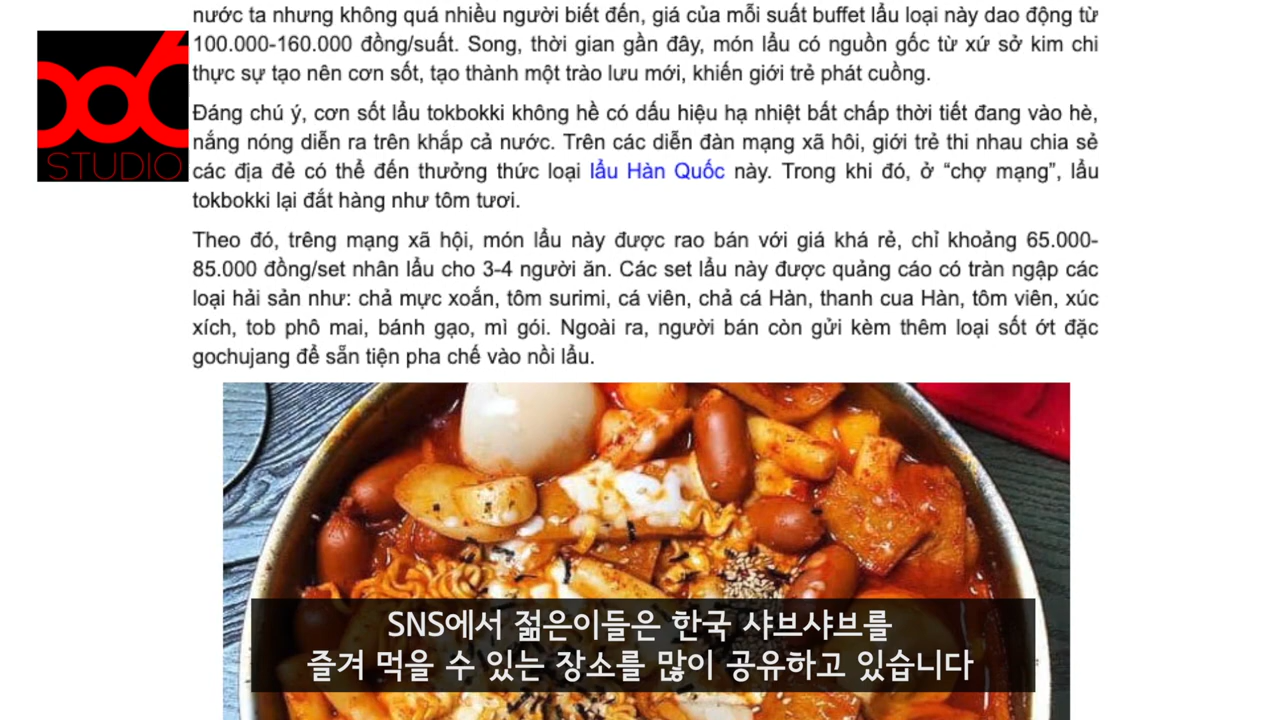 nước ta nhưng không quá nhiều người biết đến, giá của mỗi suất buffet lẩu loại này dao động từ
100.000-160.000 đồng/suất. Song, thời gian gần đây, món lẩu có nguồn gốc từ xứ sở kim chi
thực sự tạo nên cơn sốt, tạo thành một trào lưu mới, khiến giới trẻ phát cuồng.
Đáng chú ý, cơn sốt lẩu tokbokki không hề có dấu hiệu hạ nhiệt bất chấp thời tiết đang vào hè,
nắng nóng diễn ra trên khắp cả nước. Trên các diễn đàn mạng xã hôi, giới trẻ thi nhau chia sẻ
các địa đẻ có thể đến thưởng thức loại lẩu Hàn Quốc này. Trong khi đó, ở “chợ mạng”, lẩu
tokbokki lại đắt hàng như tôm tươi.
Theo đó, trêng mạng xã hội, món lẩu này được rao bán với giá khá rẻ, chỉ khoảng 65.000-
85.000 đồng/set nhân lẩu cho 3-4 người ăn. Các set lẩu này được quảng cáo có tràn ngập các
loại hải sản như: chả mực xoắn, tôm surimi, cá viên, chả cá Hàn, thanh cua Hàn, tôm viên, xúc
xích, tob phô mai, bánh gạo, mì gói. Ngoài ra, người bán còn gửi kèm thêm loại sốt ớt đặc
gochujang để sẵn tiện pha chế vào nồi lẩu.
STUDIO
SNS에서 젊은이들은 한국 샤브샤브를
즐겨 먹을 수 있는 장소를 많이 공유하고 있습니다